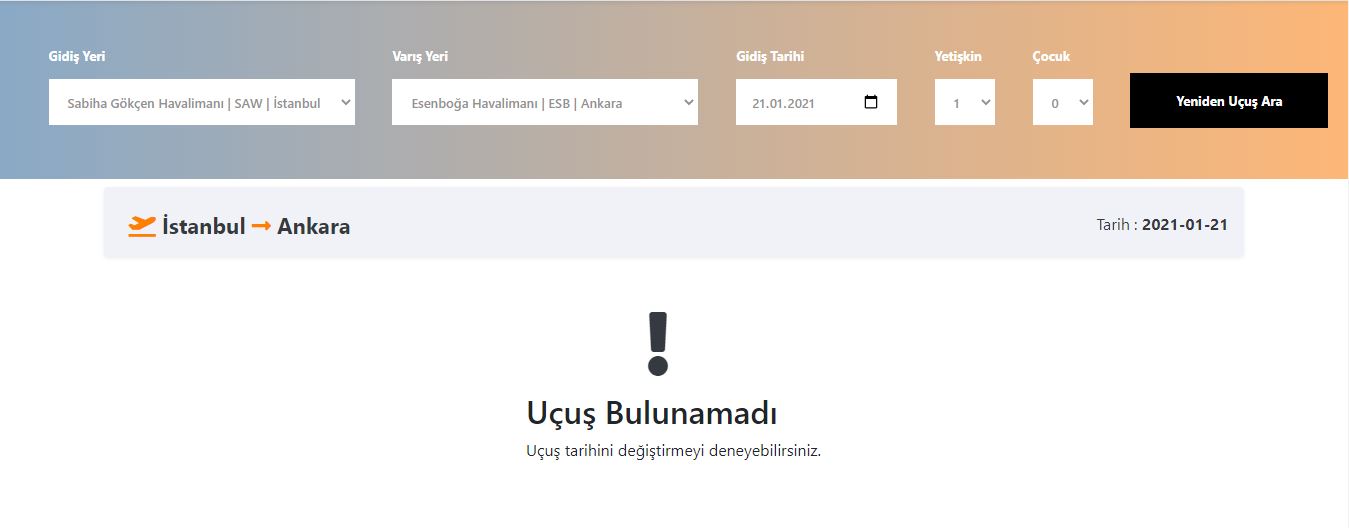 Gidiş Yeri
Varış Yeri
Gidiş Tarihi
Yetişkin
Çocuk
Sabiha Gökçen Havalimanı | SAW | İstanbul
Esenboğa Havalimanı | ESB | Ankara
21.01.2021
1
0
Yeniden Uçuş Ara
İstanbul → Ankara
Tarih : 2021-01-21
Uçuş Bulunamadı
Uçuş tarihini değiştirmeyi deneyebilirsiniz.